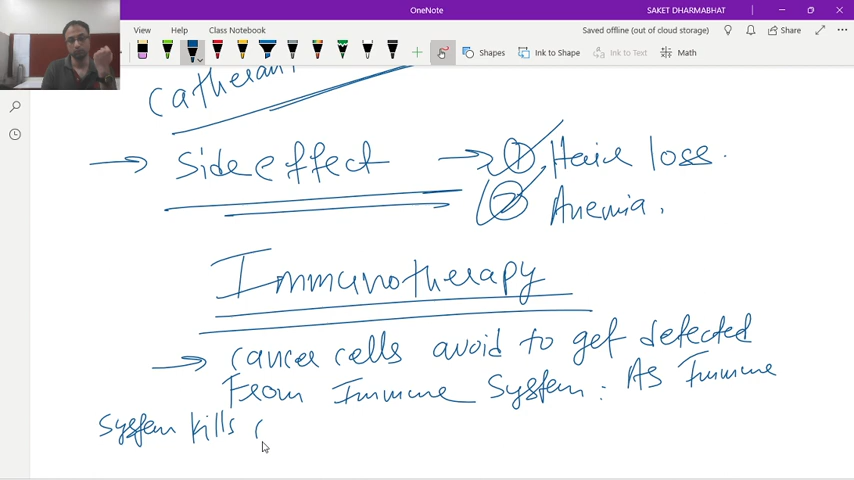 OneNote
SAKET DHARMABHAT
View Help Class Notebook
Saved offline (out of cloud storage)
Share
Shapes
Ink to Shape
Ink to Text
Math
→ Side effect → ① Hair loss.
② Anemia.
Immunotherapy
→ cancer cells avoid to get detected
From Immune System. As Immune
System kills